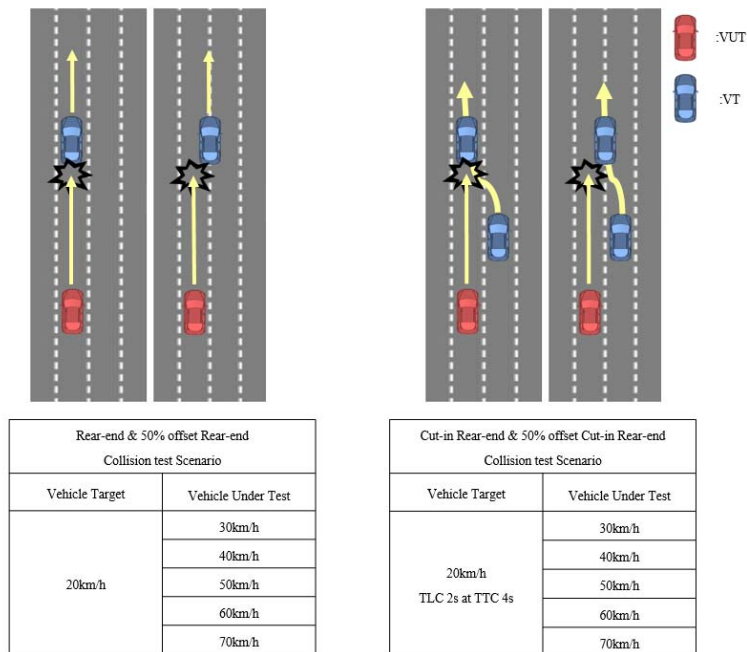 :VUT
:VT
Rear-end & 50% offset Rear-end
Collision test Scenario
Vehicle Target
Vehicle Under Test
20km/h
30km/h
40km/h
50km/h
60km/h
70km/h
Cut-in Rear-end & 50% offset Cut-in Rear-end
Collision test Scenario
Vehicle Target
Vehicle Under Test
20km/h
TLC 2s at TTC 4s
30km/h
40km/h
50km/h
60km/h
70km/h